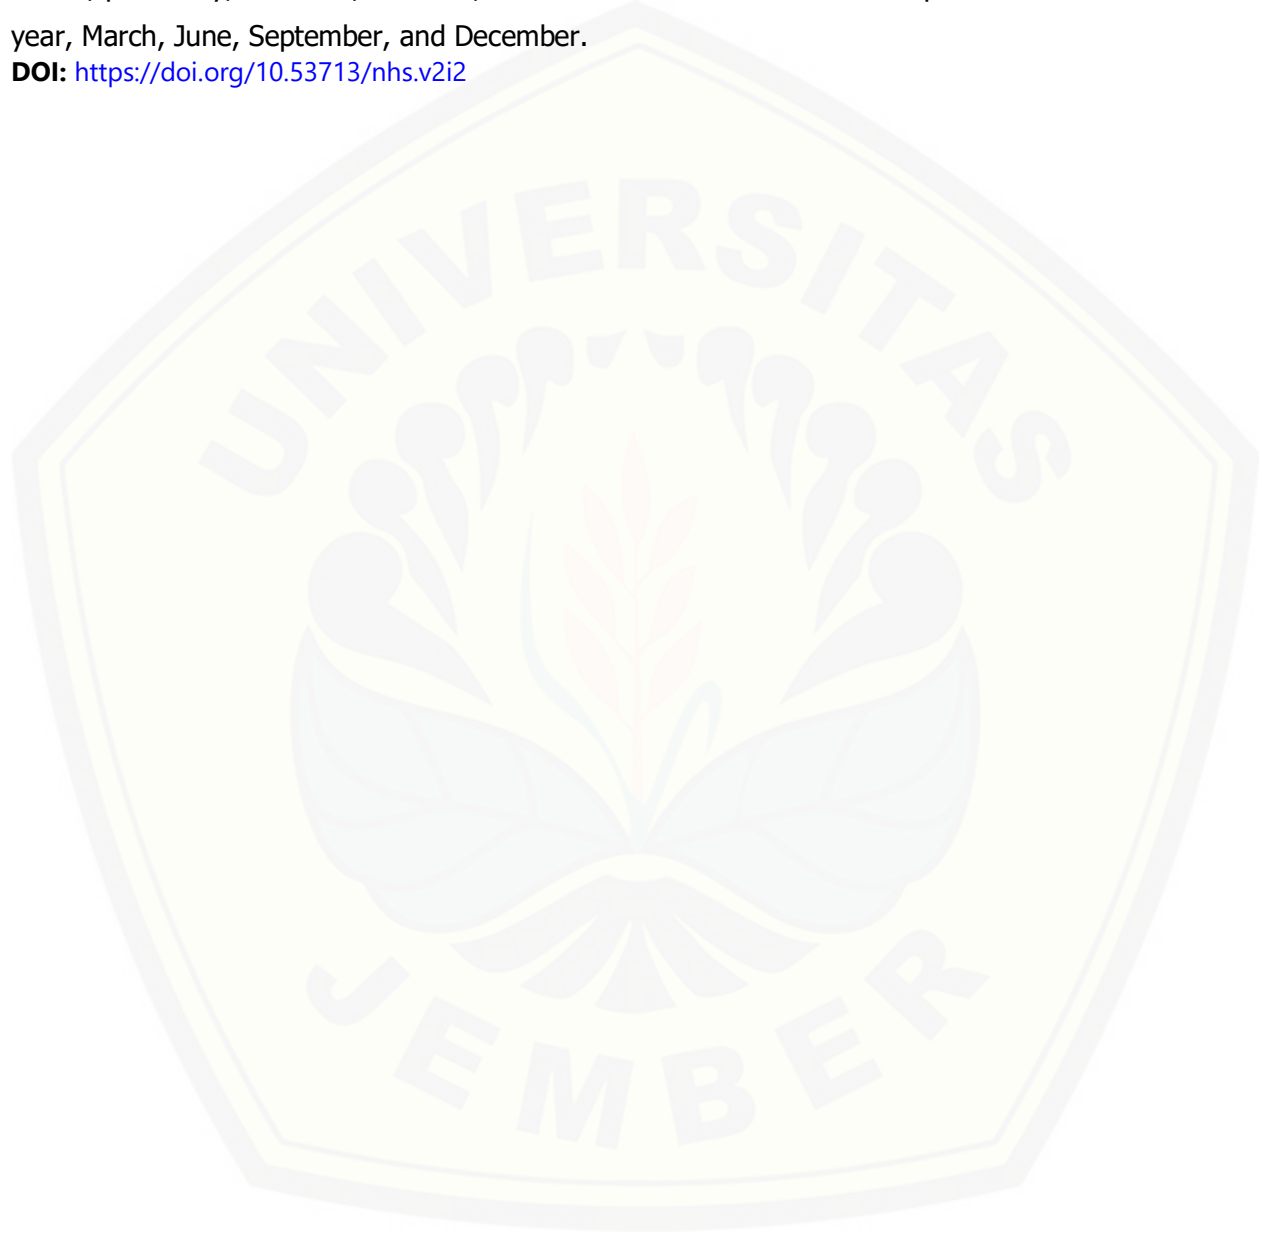 year, March, June, September, and December.
DOI: https://doi.org/10.53713/nhs.v2i2
UNIVERSITAS
JEMBER